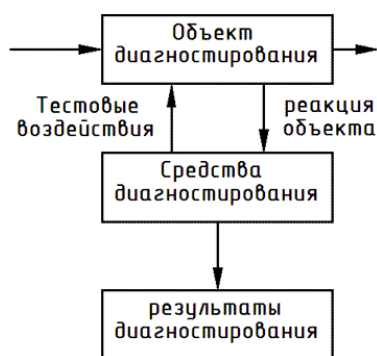 Объект
диагностирования
Тестовые
воздействия
реакция
объекта
Средства
диагностирования
результаты
диагностирования